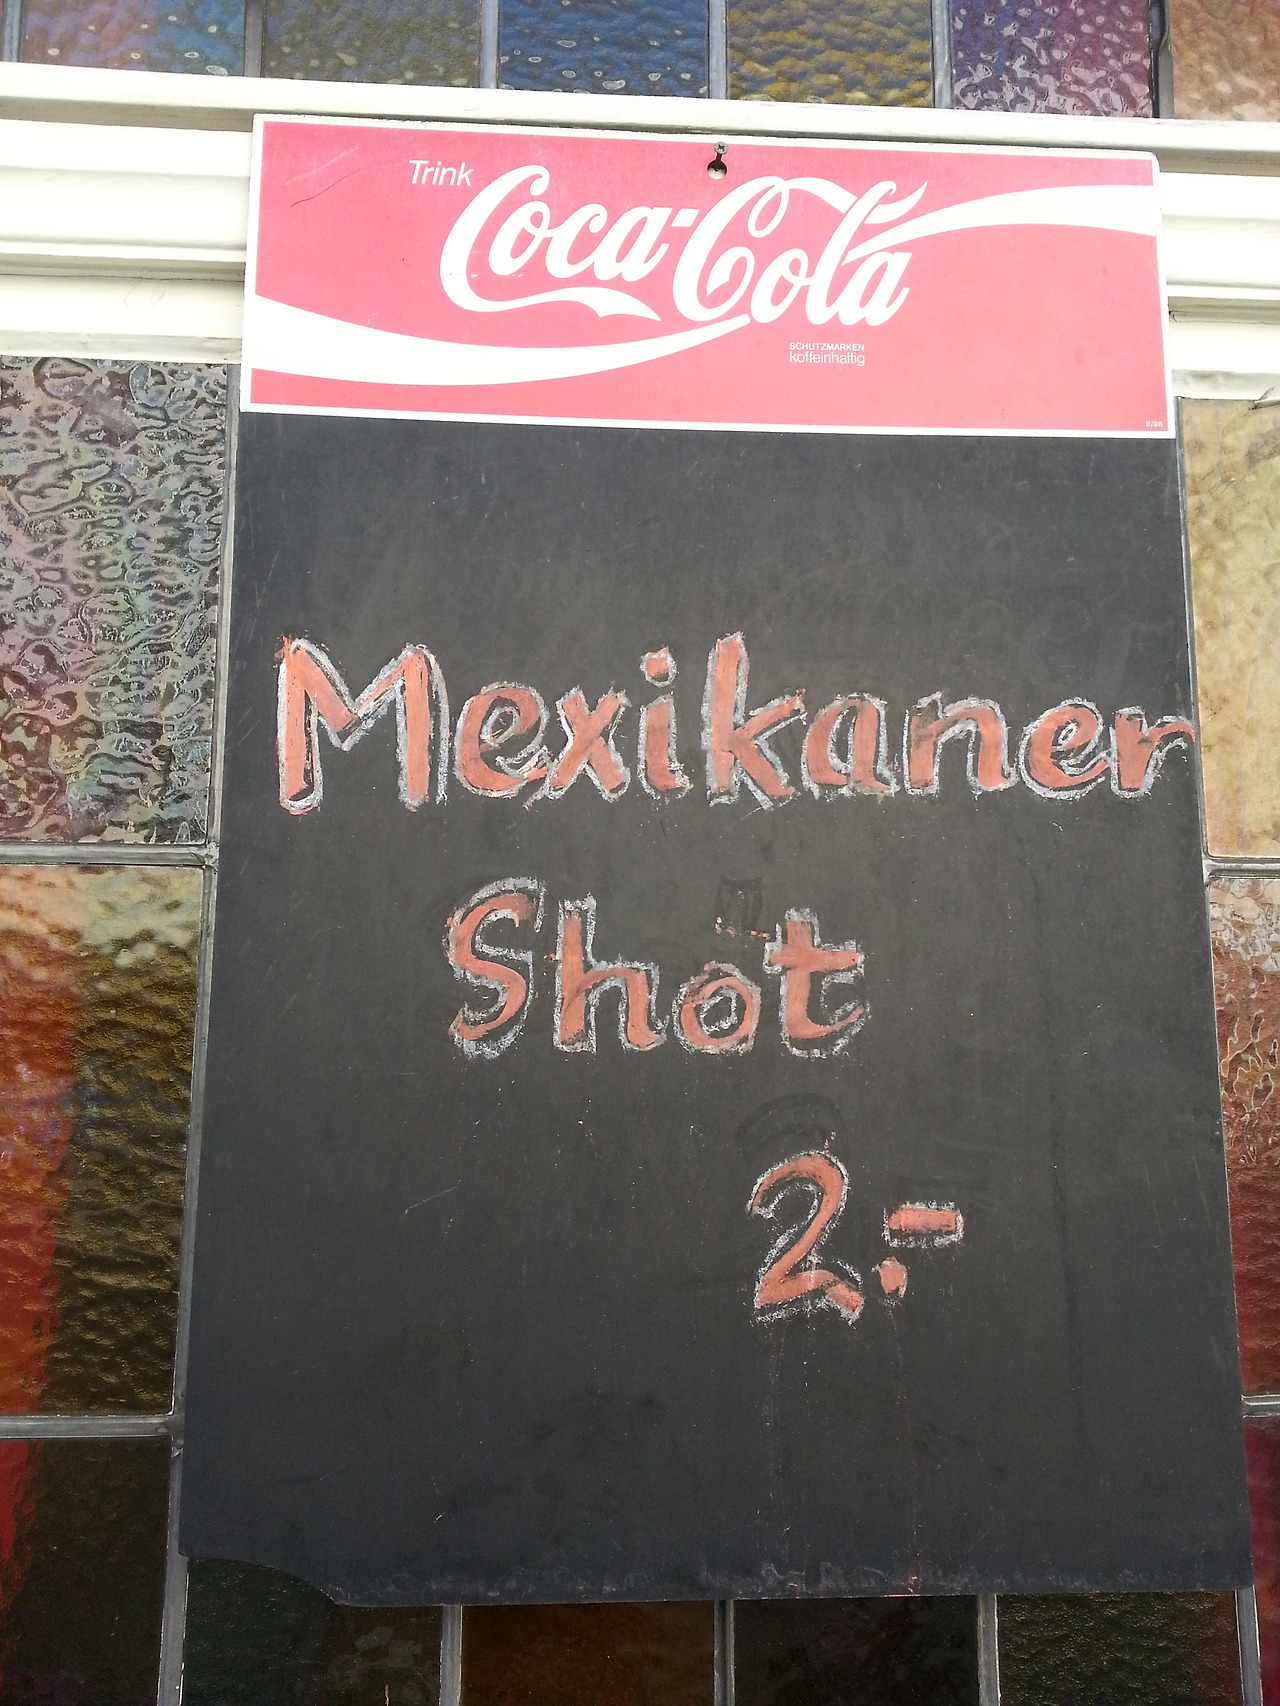 Trink
Coca-Cola
SCHUTZMARKEN
koffeinhaltig
Mexikaner
Shot
2.-